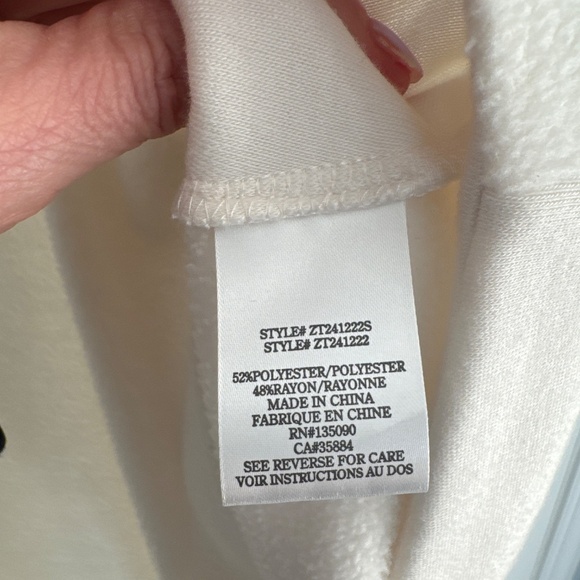 STYLE# ZT241222S
STYLE# ZT241222
52%POLYESTER/POLYESTER
48%RAYON/RAYONNE
MADE IN CHINA
FABRIQUE EN CHINE
RN#135090
CA#35884
SEE REVERSE FOR CARE
VOIR INSTRUCTIONS AU DOS